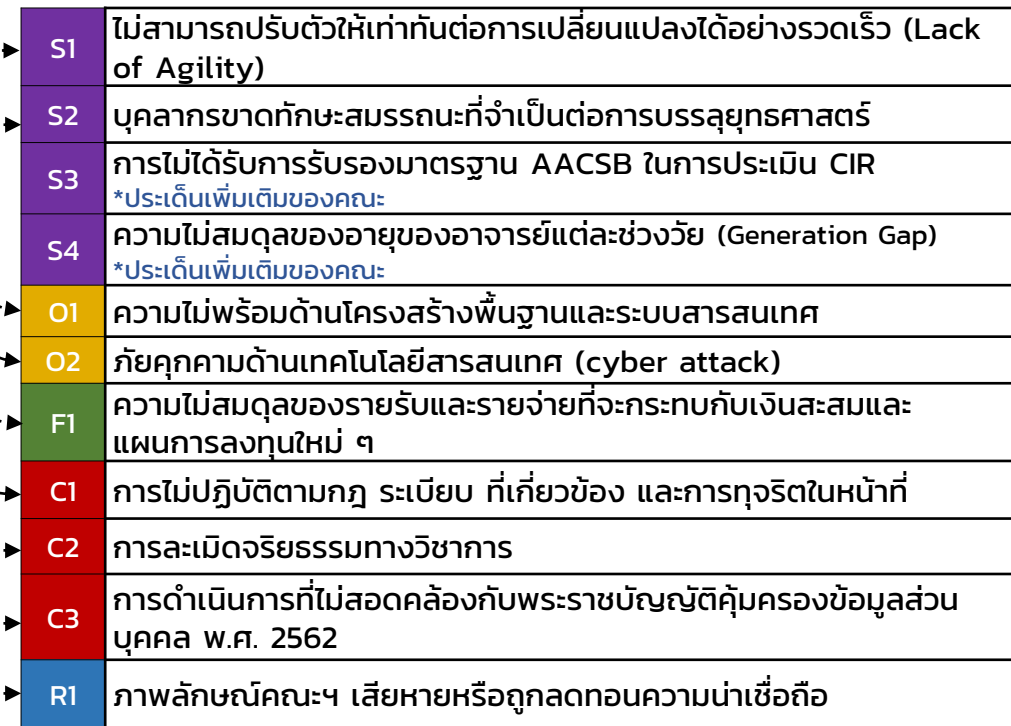 S1
ไม่สามารถปรับตัวให้เท่าทันต่อการเปลี่ยนแปลงได้อย่างรวดเร็ว (Lack
of Agility)
S2
บุคลากรขาดทักษะสมรรถนะที่จำเป็นต่อการบรรลุยุทธศาสตร์
S3
การไม่ได้รับการรับรองมาตรฐาน AACSB ในการประเมิน CIR
*ประเด็นเพิ่มเติมของคณะ
S4
ความไม่สมดุลของอายุของอาจารย์แต่ละช่วงวัย (Generation Gap)
*ประเด็นเพิ่มเติมของคณะ
O1
ความไม่พร้อมด้านโครงสร้างพื้นฐานและระบบสารสนเทศ
O2
ภัยคุกคามด้านเทคโนโลยีสารสนเทศ (cyber attack)
F1
ความไม่สมดุลของรายรับและรายจ่ายที่จะกระทบกับเงินสะสมและ
แผนการลงทุนใหม่ ๆ
C1
การไม่ปฏิบัติตามกฎ ระเบียบ ที่เกี่ยวข้อง และการทุจริตในหน้าที่
C2
การละเมิดจริยธรรมทางวิชาการ
C3
การดำเนินการที่ไม่สอดคล้องกับพระราชบัญญัติคุ้มครองข้อมูลส่วน
บุคคล พ.ศ. 2562
R1
ภาพลักษณ์คณะฯ เสียหายหรือถูกลดทอนความน่าเชื่อถือ